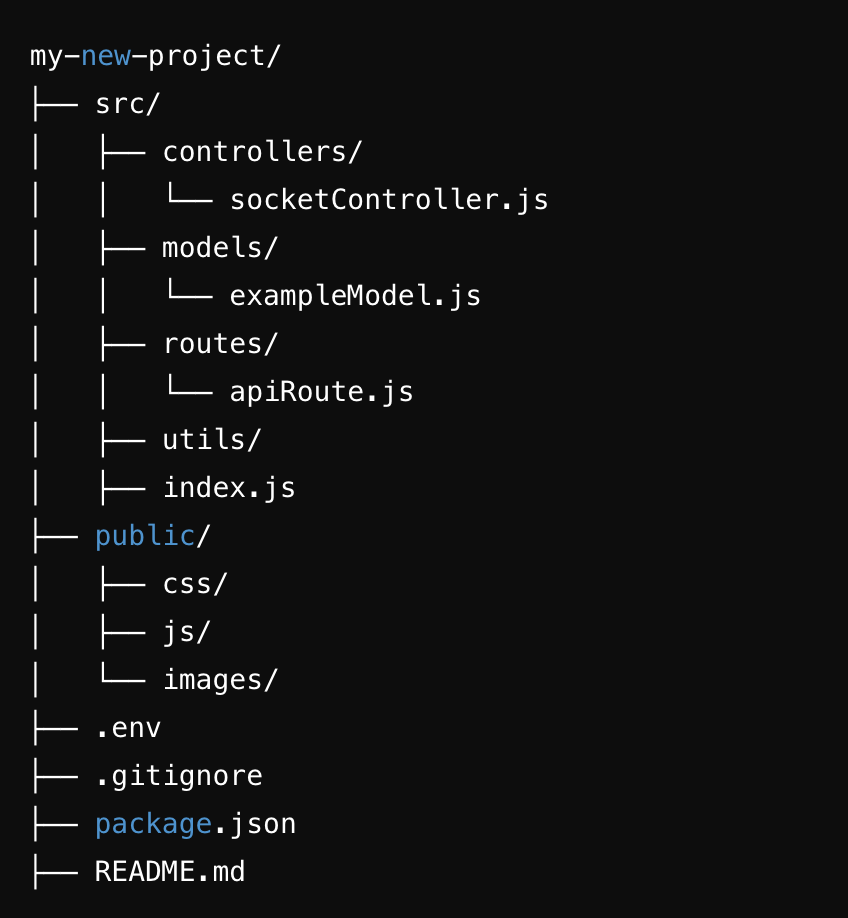 my-new-project/
├── src/
│   ├── controllers/
│   │   └── socketController.js
│   ├── models/
│   │   └── exampleModel.js
│   ├── routes/
│   │   └── apiRoute.js
│   ├── utils/
│   ├── index.js
├── public/
│   ├── css/
│   ├── js/
│   └── images/
├── .env
├── .gitignore
├── package.json
├── README.md